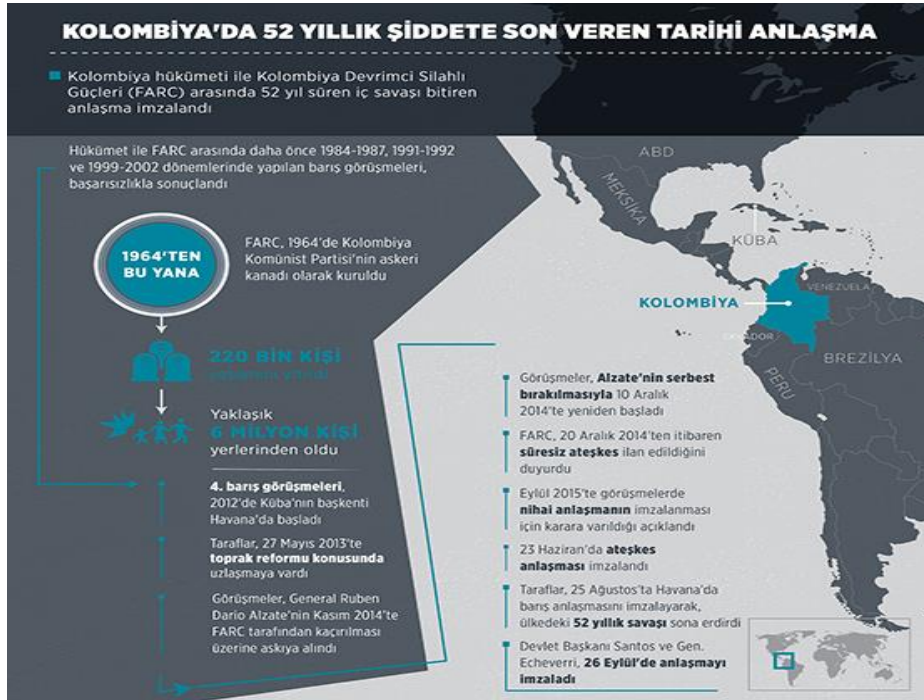 KOLOMBİYA'DA 52 YILLIK ŞİDDETE SON VEREN TARİHİ ANLAŞMA
Kolombiya hükümeti ile Kolombiya Devrimci Silahlı
Güçleri (FARC) arasında 52 yıl süren iç savaşı bitiren
anlaşma imzalandı
Hükümet ile FARC arasında daha önce 1984-1987, 1991-1992
ve 1999-2002 dönemlerinde yapılan barış görüşmeleri,
başarısızlıkla sonuçlandı
1964'TEN
BU YANA
FARC, 1964'de Kolombiya
Komünist Partisi'nin askeri
kanadı olarak kuruldu
220 BİN KİŞİ
Yaklaşık
6 MİLYON KİŞİ
yerlerinden oldu
4. barış görüşmeleri,
2012'de Küba'nın başkenti
Havana'da başladı
Taraflar, 27 Mayıs 2013'te
toprak reformu konusunda
uzlaşmaya vardı
Görüşmeler, General Ruben
Dario Alzate'nin Kasım 2014'te
FARC tarafından kaçırılması
üzerine askıya alındı
ABD
MEKSİKA
KÜBA
VENEZUELA
KOLOMBİYA
EKVADOR
BREZİLYA
PERU
Görüşmeler, Alzate'nin serbest
bırakılmasıyla 10 Aralık
2014'te yeniden başladı
FARC, 20 Aralık 2014'ten itibaren
süresiz ateşkes ilan edildiğini
duyurdu
Eylül 2015'te görüşmelerde
nihai anlaşmanın imzalanması
için karara varıldığı açıklandı
23 Haziran'da ateşkes
anlaşması imzalandı
Taraflar, 25 Ağustos'ta Havana'da
barış anlaşmasını imzalayarak,
ülkedeki 52 yıllık savaşı sona erdirdi
Devlet Başkanı Santos ve Gen.
Echeverri, 26 Eylül'de anlaşmayı
imzaladı